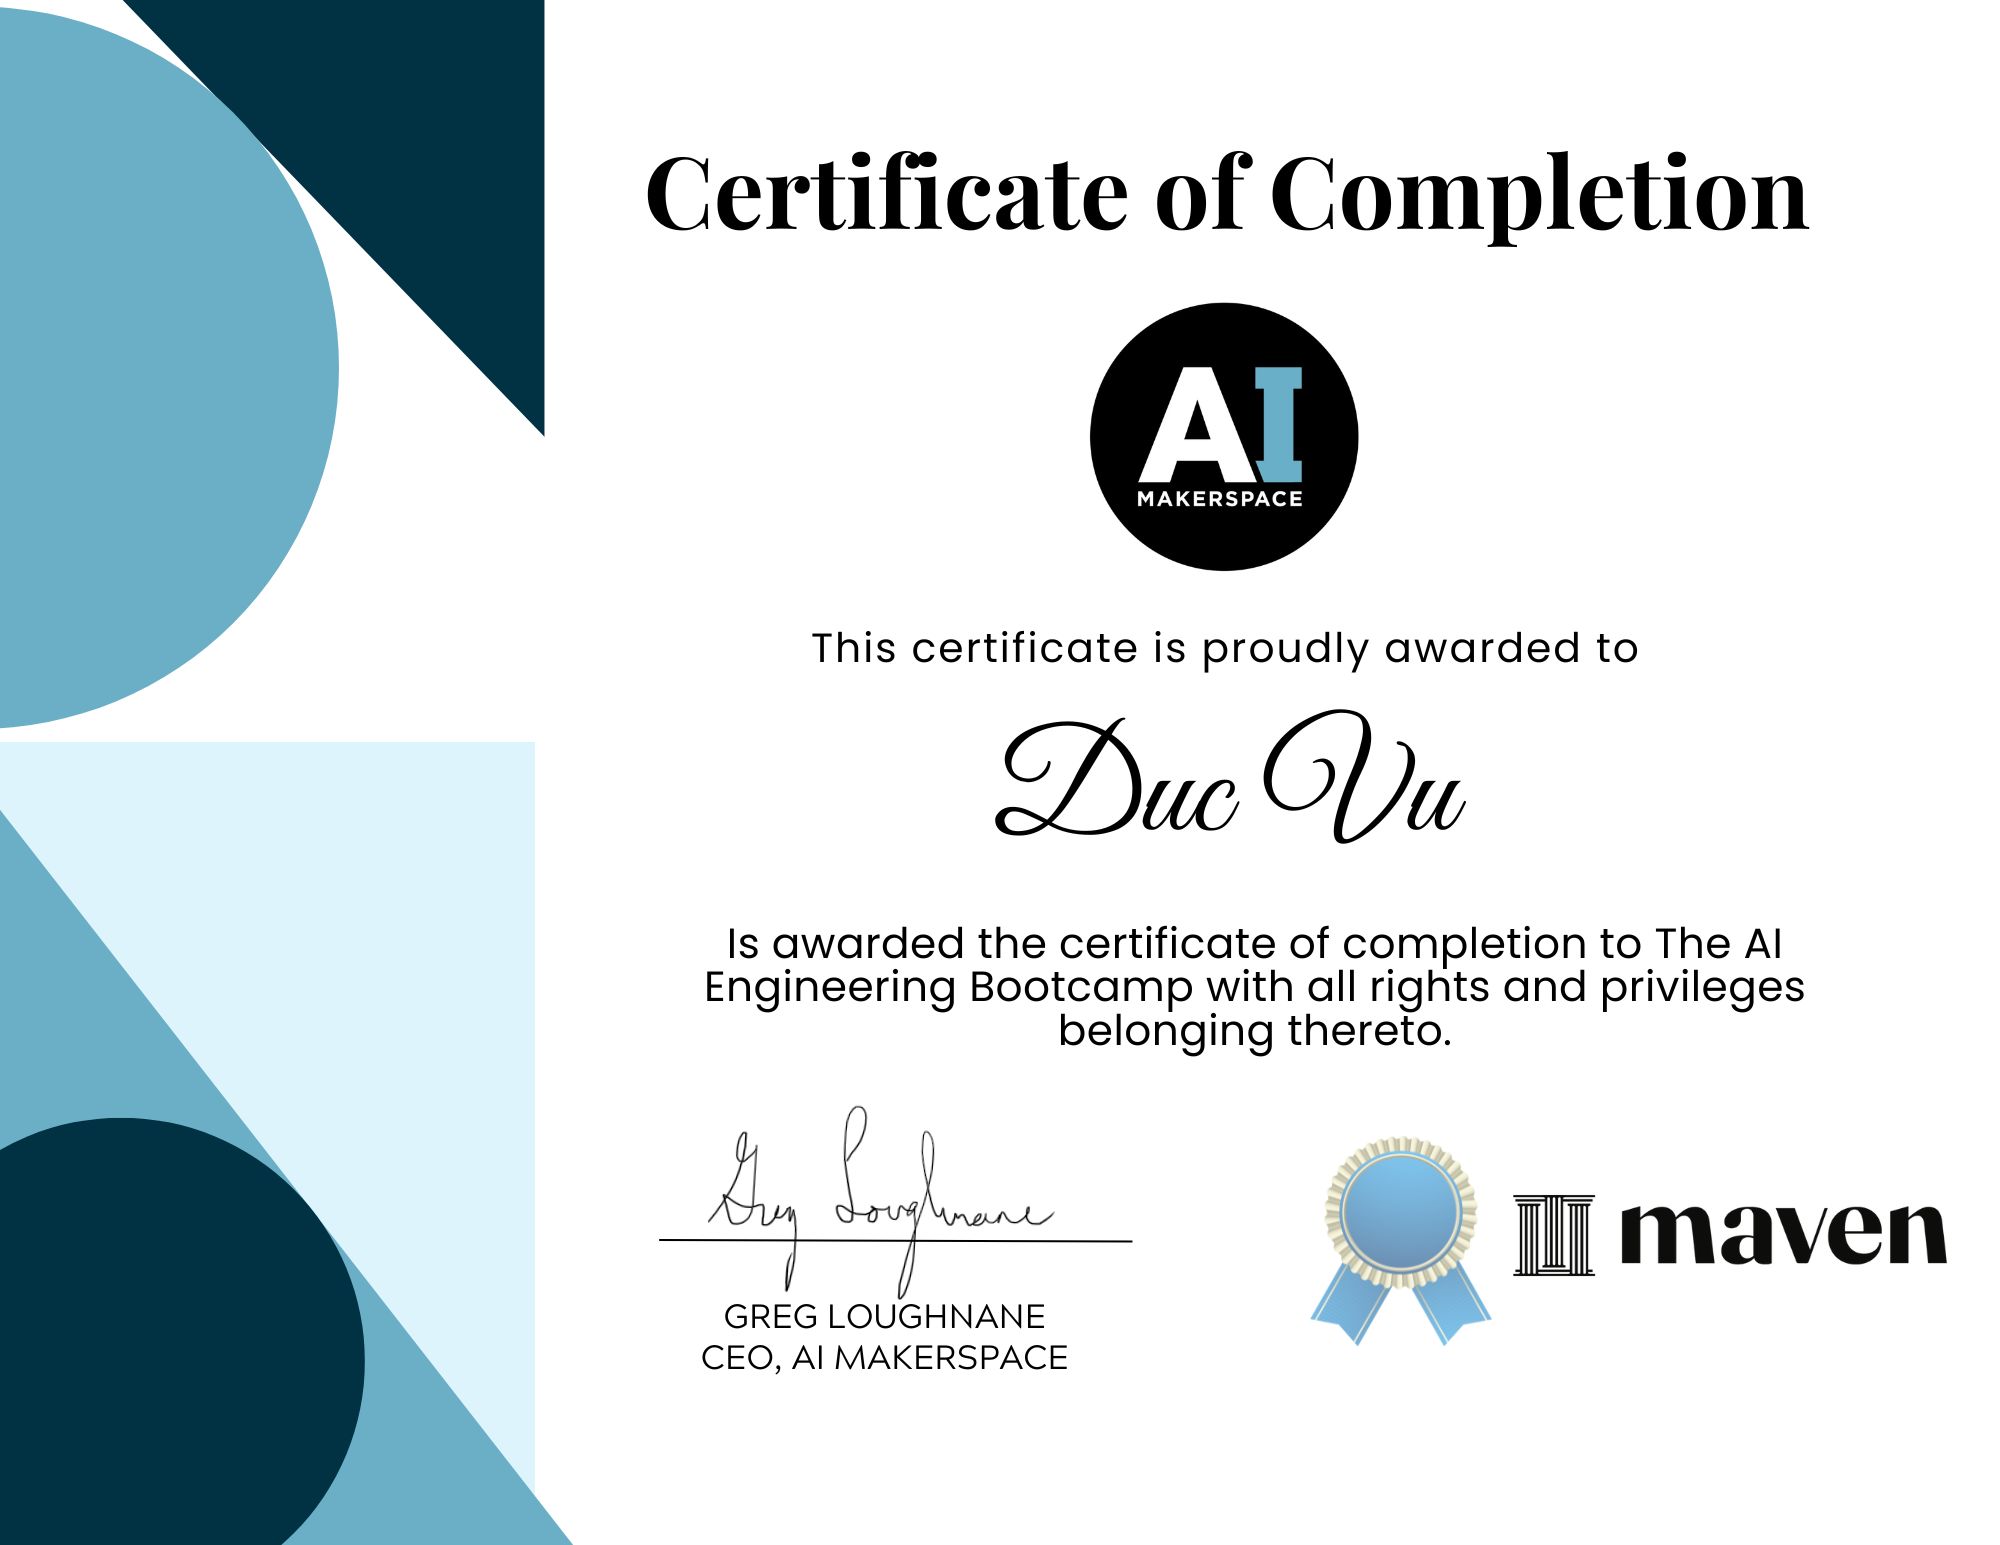 Certificate of Completion
AI
MAKERSPACE
This certificate is proudly awarded to
Duc Vu
Is awarded the certificate of completion to The AI
Engineering Bootcamp with all rights and privileges
belonging thereto.
Greg Loughnane
GREG LOUGHNANE
CEO, AI MAKERSPACE
maven